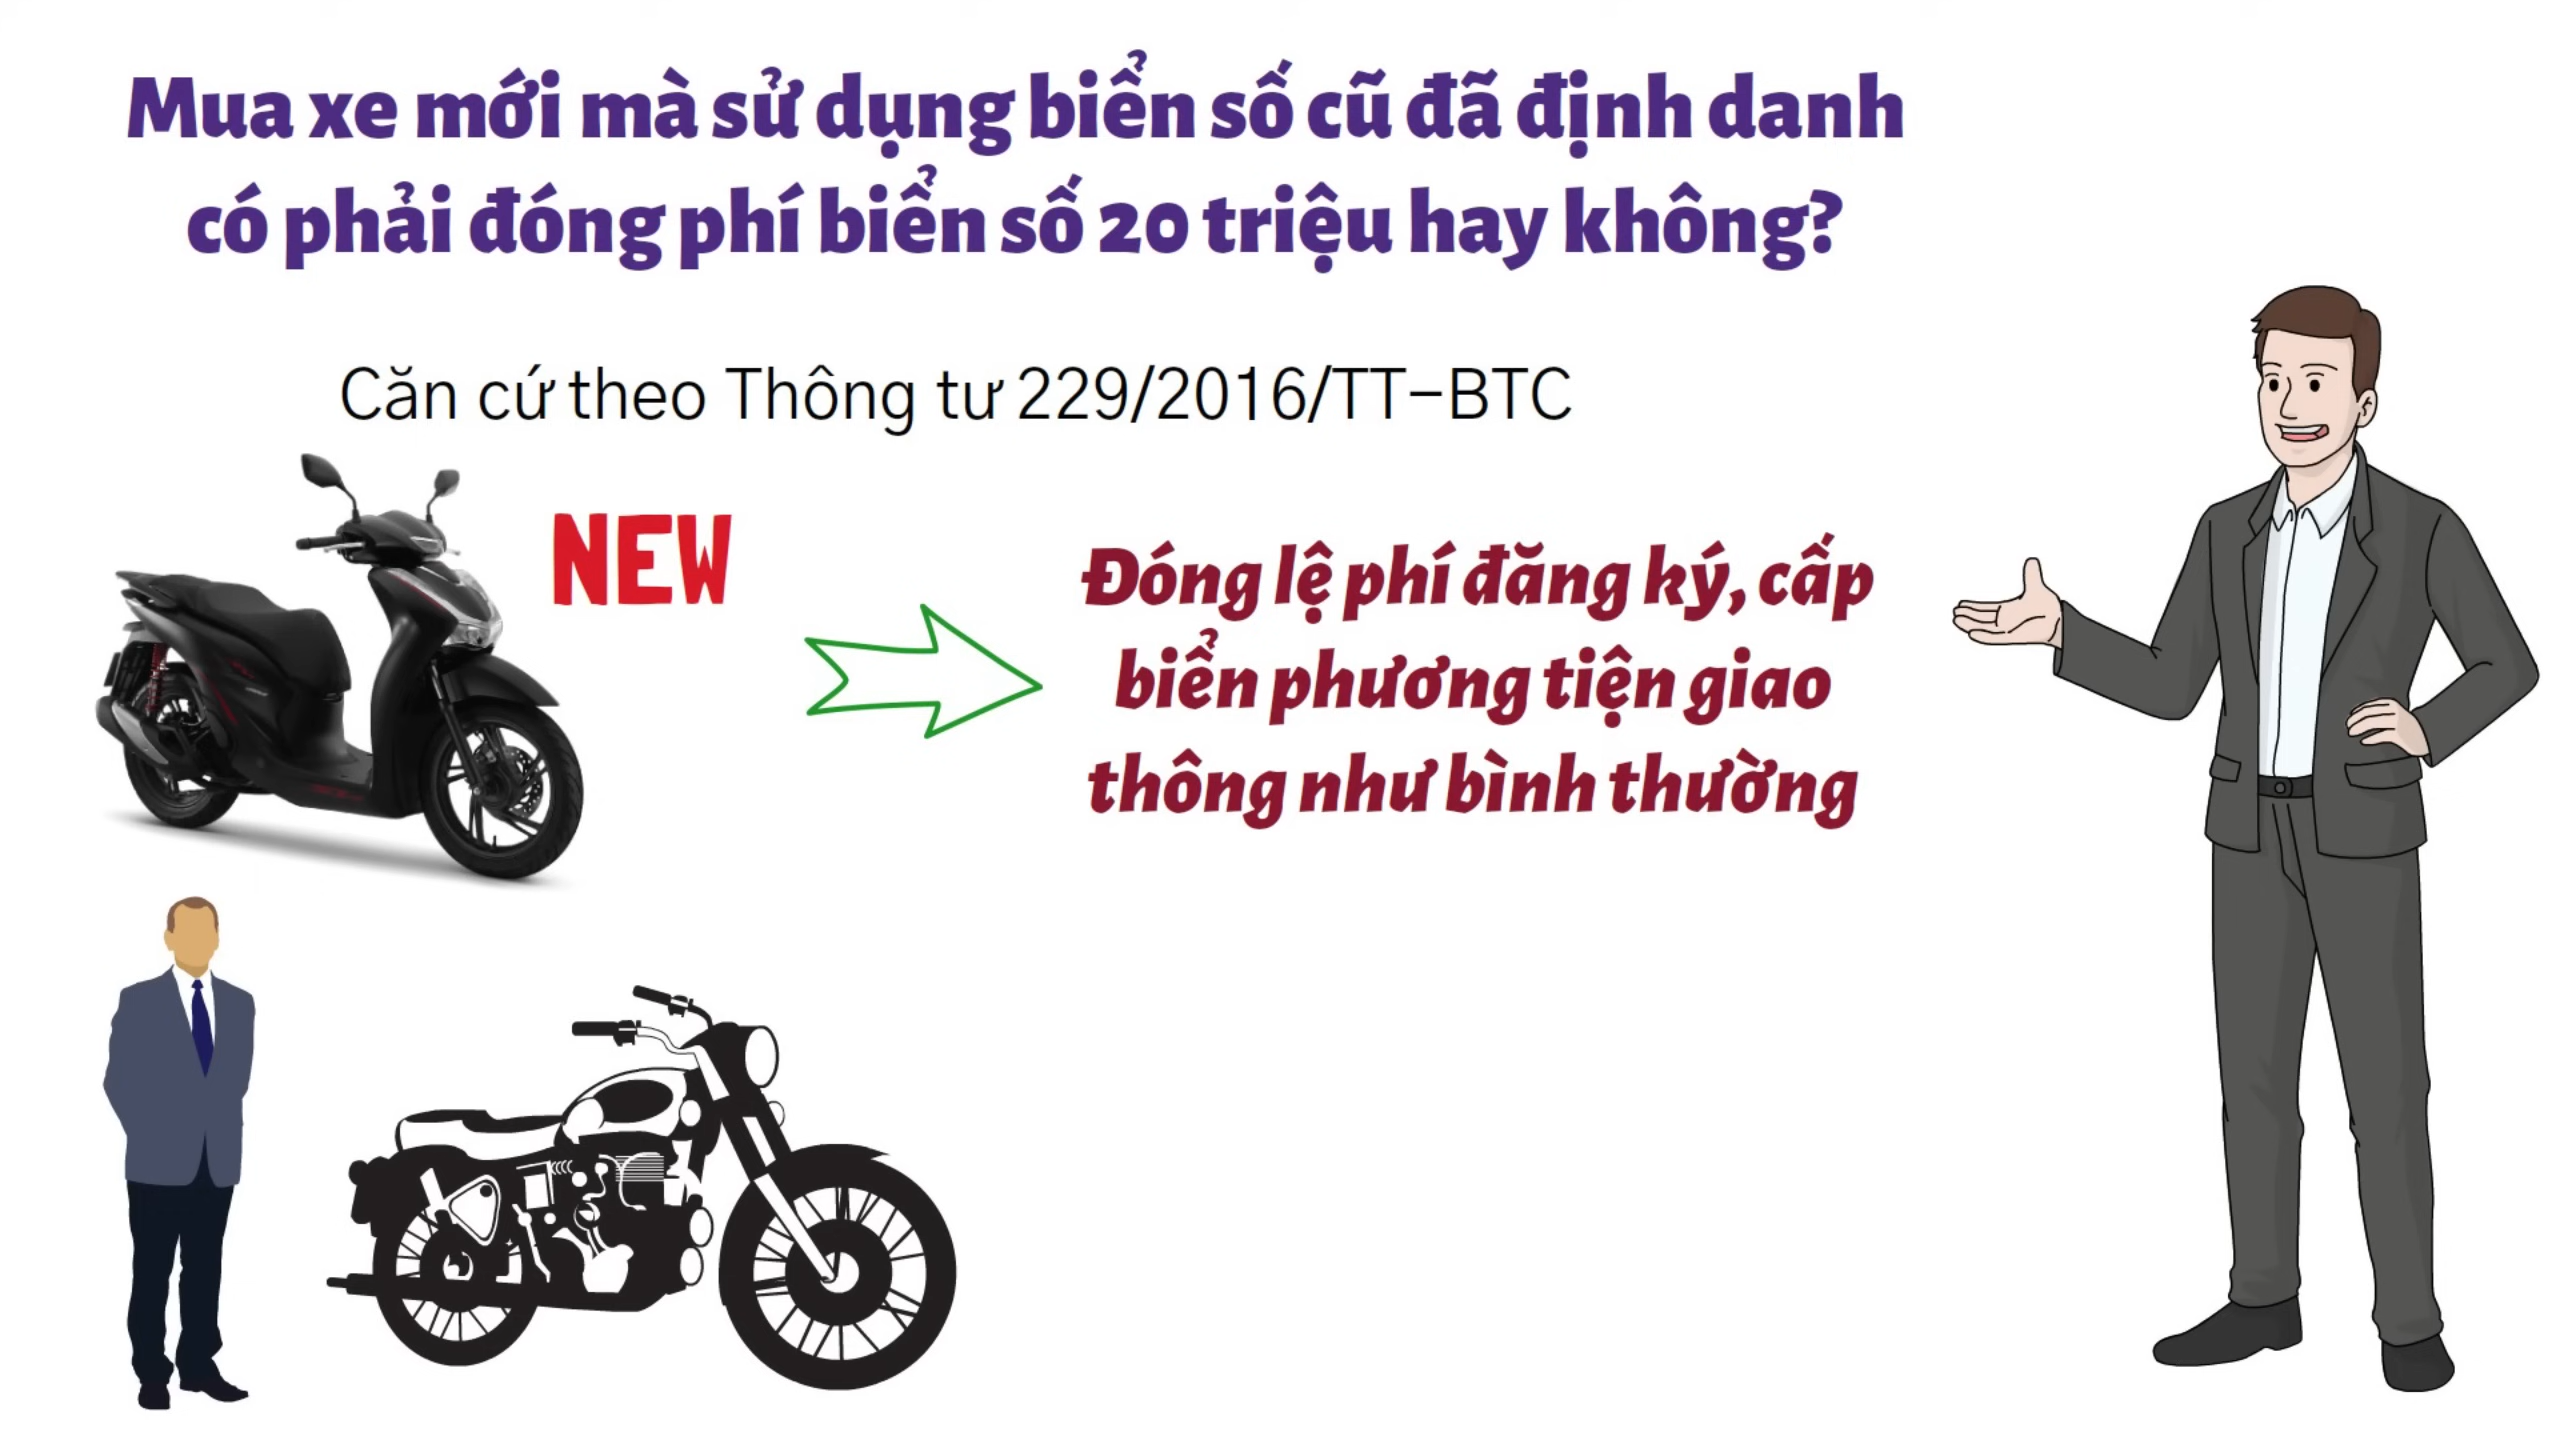 Mua xe mới mà sử dụng biển số cũ đã định danh
có phải đóng phí biển số 20 triệu hay không?
Căn cứ theo Thông tư 229/2016/TT-BTC
NEW
Đóng lệ phí đăng ký, cấp
biển phương tiện giao
thông như bình thường